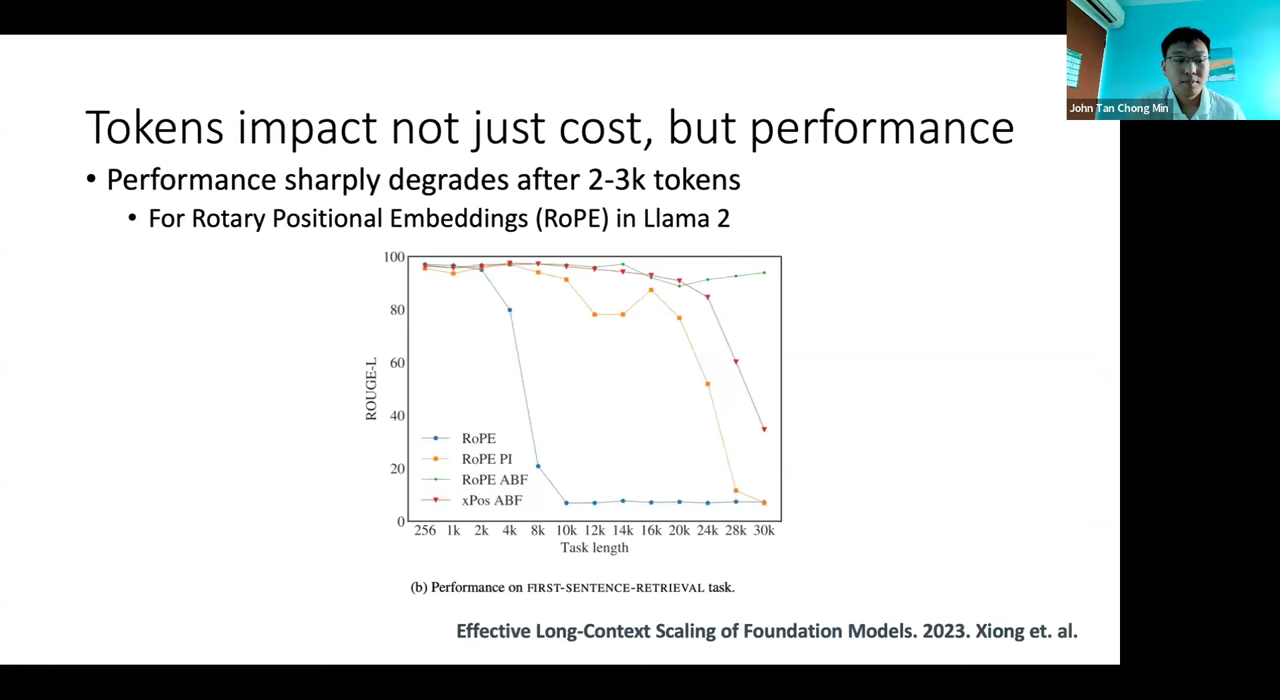 John Tan Chong Min
Tokens impact not just cost, but performance
• Performance sharply degrades after 2-3k tokens
• For Rotary Positional Embeddings (RoPE) in Llama 2
100
80
60
40
20
0
ROUGE-L
RoPE
RoPE PI
RoPE ABF
xPos ABF
256 1k 2k 4k 8k 10k 12k 14k 16k 20k 24k 28k 30k
Task length
(b) Performance on FIRST-SENTENCE-RETRIEVAL task.
Effective Long-Context Scaling of Foundation Models. 2023. Xiong et. al.